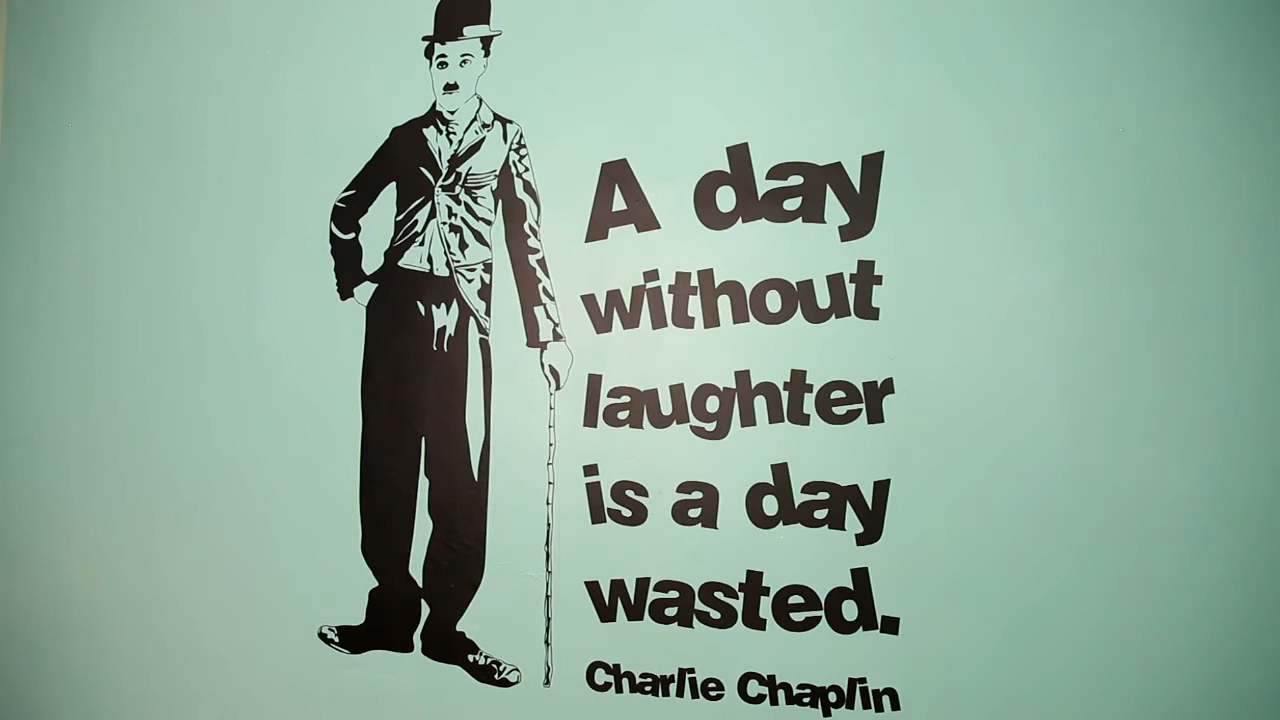 A day
without
laughter
is a day
wasted.
Charlie Chaplin